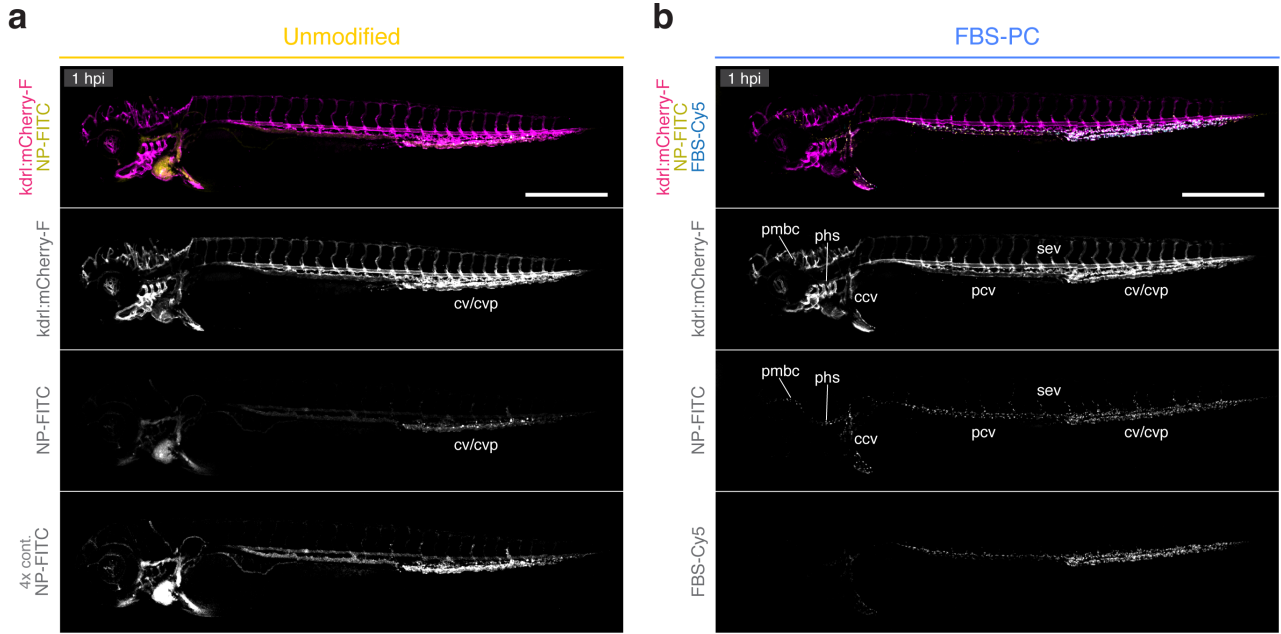 a
Unmodified
kdrl:mCherry-F
NP-FITC
1 hpi
kdrl:mCherry-F
cv/cvp
NP-FITC
cv/cvp
4x cont.
NP-FITC
b
FBS-PC
kdrl:mCherry-F
NP-FITC
FBS-Cy5
1 hpi
kdrl:mCherry-F
pmbc
phs
sev
ccv
pcv
cv/cvp
NP-FITC
pmbc
phs
sev
ccv
pcv
cv/cvp
FBS-Cy5